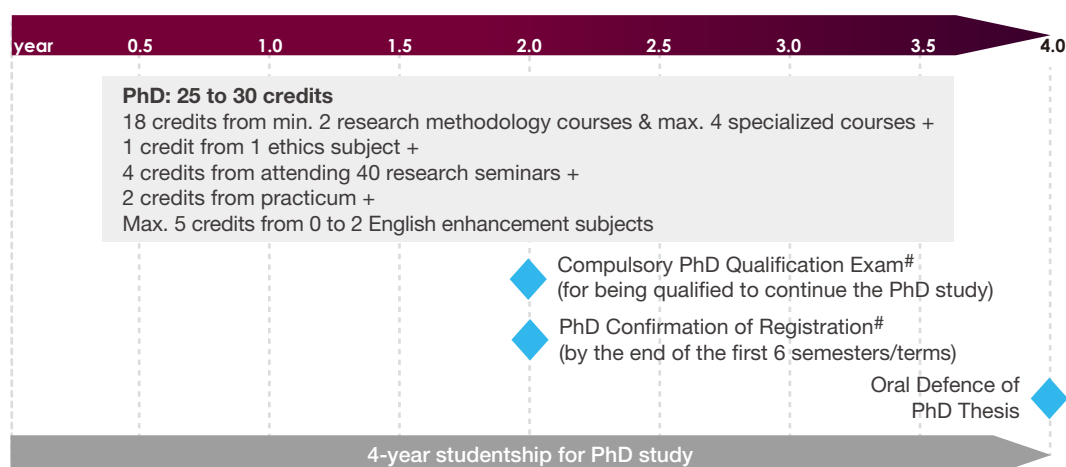 year 0.5 1.0 1.5 2.0 2.5 3.0 3.5 4.0
PhD: 25 to 30 credits
18 credits from min. 2 research methodology courses & max. 4 specialized courses +
1 credit from 1 ethics subject +
4 credits from attending 40 research seminars +
2 credits from practicum +
Max. 5 credits from 0 to 2 English enhancement subjects
Compulsory PhD Qualification Exam#
(for being qualified to continue the PhD study)
PhD Confirmation of Registration#
(by the end of the first 6 semesters/terms)
Oral Defence of
PhD Thesis
4-year studentship for PhD study